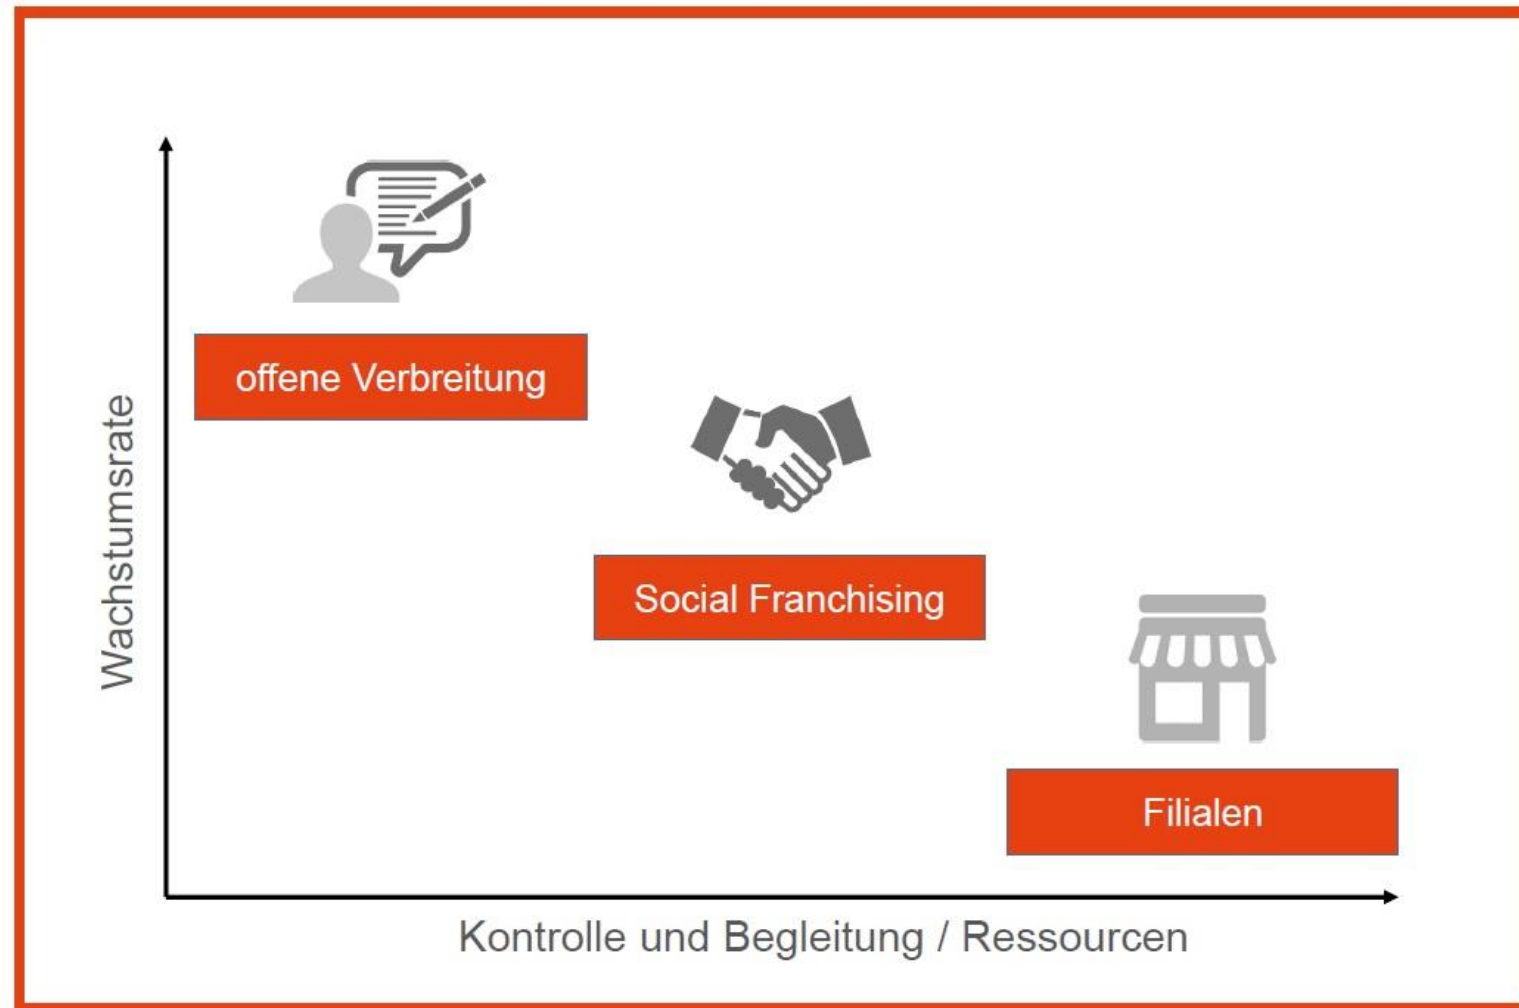 offene Verbreitung
Wachstumsrate
Social Franchising
Filialen
Kontrolle und Begleitung / Ressourcen